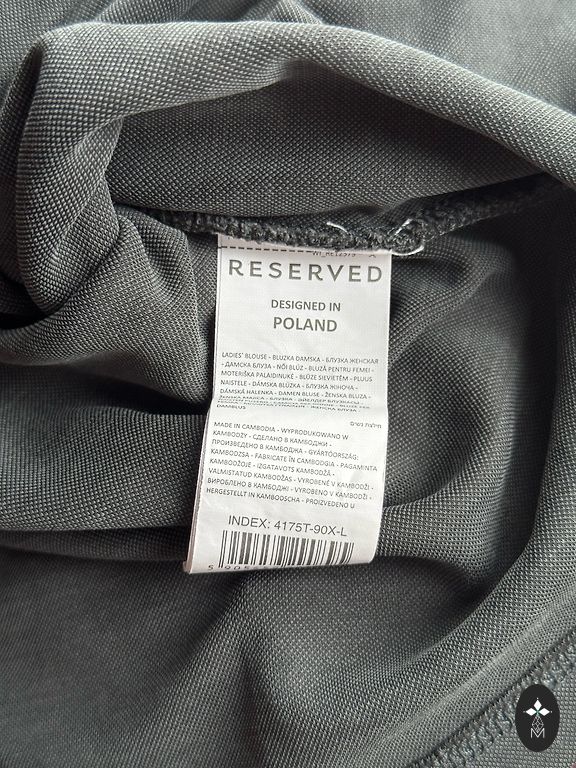 RESERVED
DESIGNED IN
POLAND
LADIES' BLOUSE - BLUZKA DAMSKA - БЛУЗКА ЖЕНСКАЯ
- ДАМСКА БЛУЗА - NŐI BLÚZ - BLUZĂ PENTRU FEMEI -
MOTERIŠKA PALAIDINUKĖ - BLŪZE SIEVIETĒM - PLUUS
NAISTELE - DÁMSKA BLÚZKA - БЛУЗКА ЖІНОЧА -
DÁMSKÁ HALENKA - DAMEN BLUSE - ŽENSKA BLUZA -
MADE IN CAMBODIA - WYPRODUKOWANO W
KAMBODŻY - СДЕЛАНО В КАМБОДЖИ -
ПРОИЗВЕДЕНО В КАМБОДЖА - GYÁRTÓORSZÁG:
KAMBODZSA - FABRICATE ÎN CAMBODGIA - PAGAMINTA
KAMBODŽOJE - IZGATAVOTS KAMBODŽĀ -
VALMISTATUD KAMBODŽAS - VYROBENÉ V KAMBODŽI -
ВИРОБЛЕНО В КАМБОДЖІ - VYROBENO V KAMBODŽI -
HERGESTELLT IN KAMBODSCHA - PROIZVEDENO U
INDEX: 4175T-90X-L
M